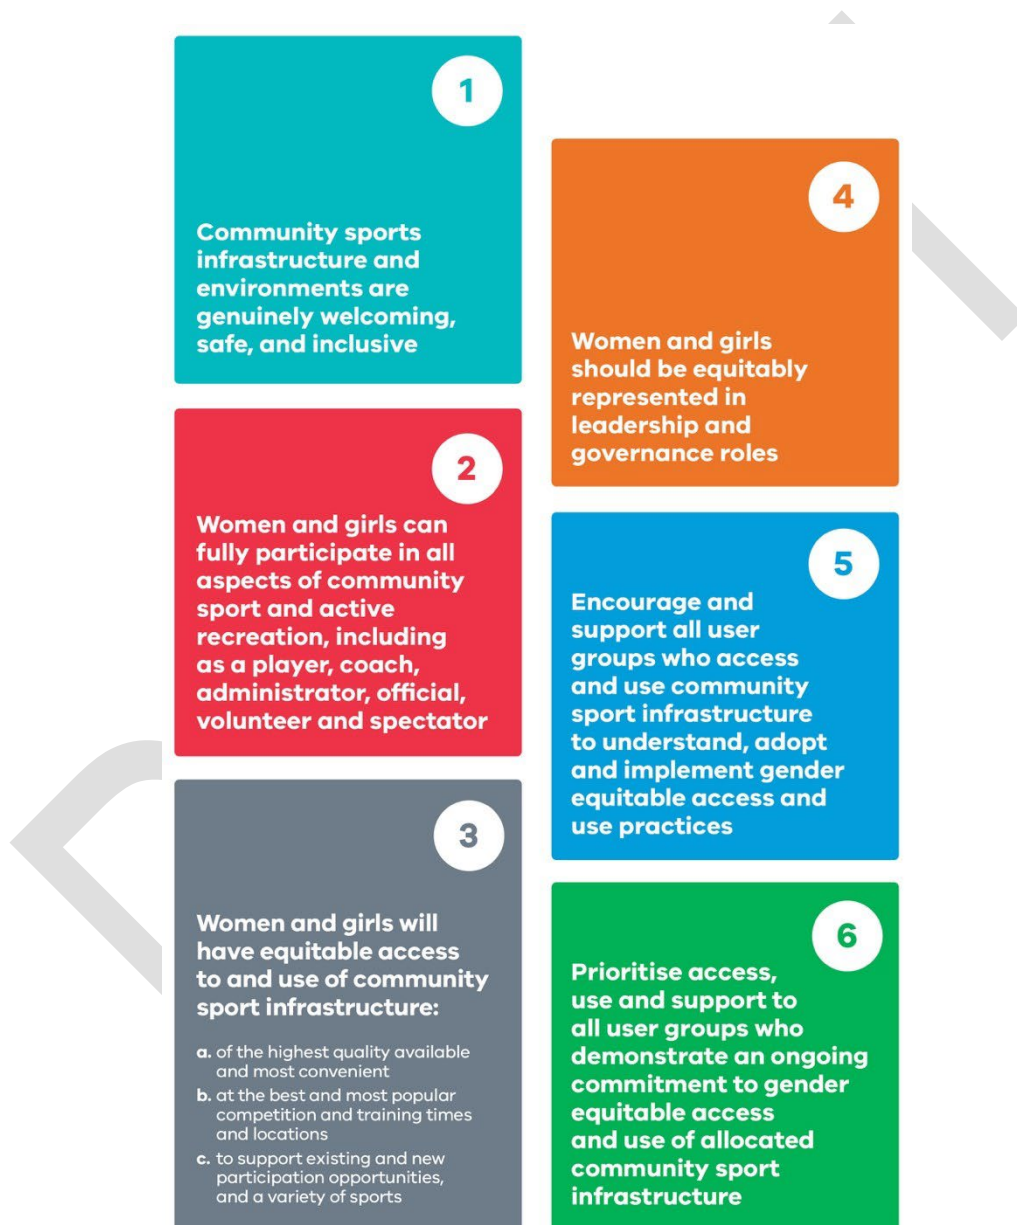 1
Community sports
infrastructure and
environments are
genuinely welcoming,
safe, and inclusive
2
Women and girls can
fully participate in all
aspects of community
sport and active
recreation, including
as a player, coach,
administrator, official,
volunteer and spectator
3
Women and girls will
have equitable access
to and use of community
sport infrastructure:
a. of the highest quality available
and most convenient
b. at the best and most popular
competition and training times
and locations
c. to support existing and new
participation opportunities,
and a variety of sports
4
Women and girls
should be equitably
represented in
leadership and
governance roles
5
Encourage and
support all user
groups who access
and use community
sport infrastructure
to understand, adopt
and implement gender
equitable access and
use practices
6
Prioritise access,
use and support to
all user groups who
demonstrate an ongoing
commitment to gender
equitable access
and use of allocated
community sport
infrastructure